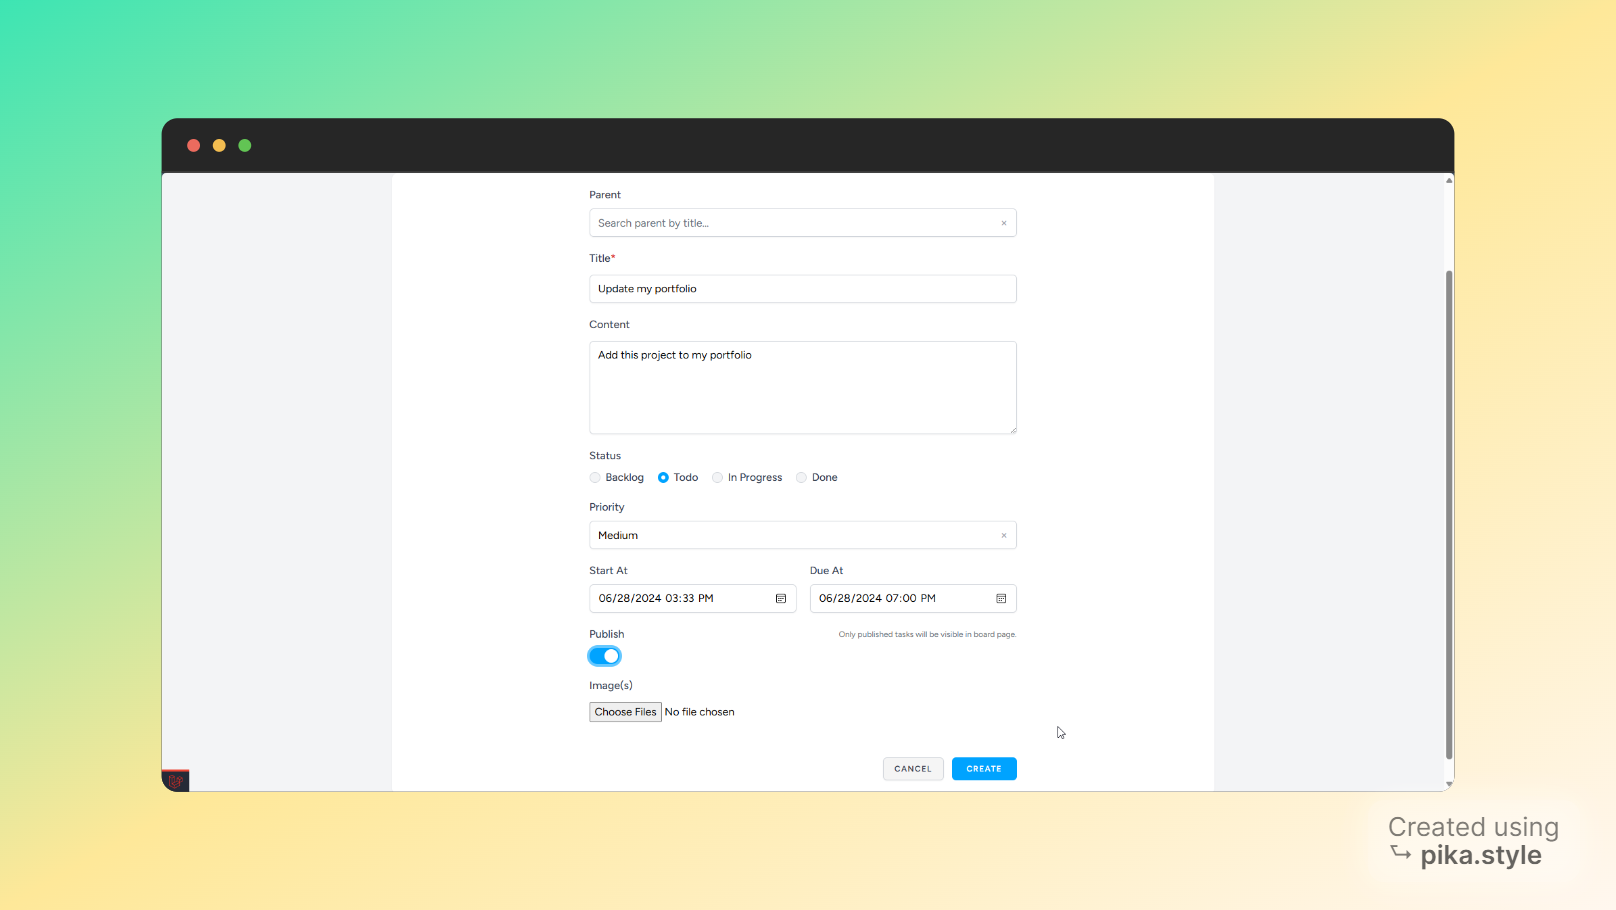 Parent
Search parent by title...
Title*
Update my portfolio
Content
Add this project to my portfolio
Status
Backlog Todo In Progress Done
Priority
Medium
Start At Due At
06/28/2024 03:33 PM 06/28/2024 07:00 PM
Publish Only published tasks will be visible in board page.
Image(s)
Choose Files No file chosen
CANCEL CREATE
Created using
pika.style